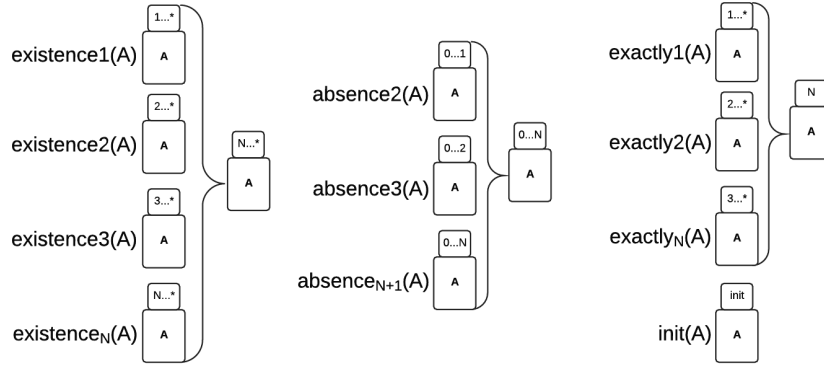 1...*
existence1(A)
A
2...*
existence2(A)
A
3...*
existence3(A)
A
N...*
existenceN(A)
A
N...*
A
0...1
absence2(A)
A
0...2
absence3(A)
A
0...N
absenceN+1(A)
A
0...N
A
1...*
exactly1(A)
A
2...*
exactly2(A)
A
3...*
exactlyN(A)
A
N
A
init
init(A)
A